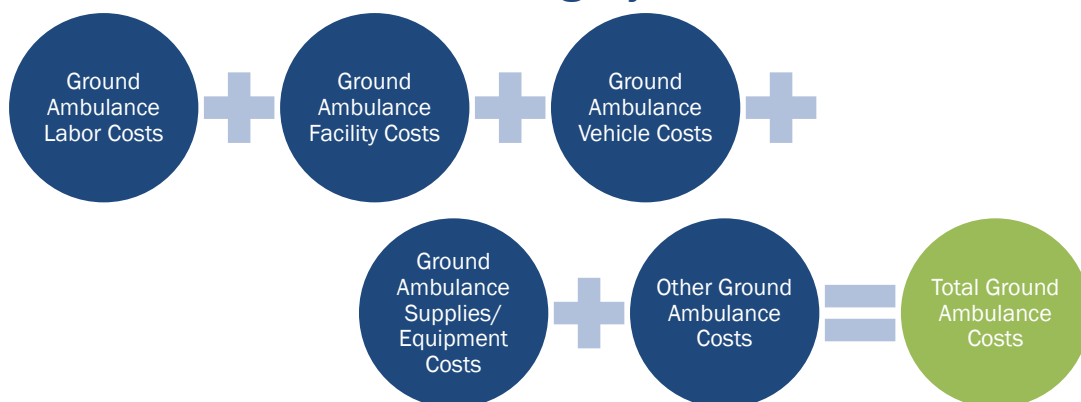 Ground
Ambulance
Labor Costs
Ground
Ambulance
Facility Costs
Ground
Ambulance
Vehicle Costs
Ground
Ambulance
Supplies/
Equipment
Costs
Other Ground
Ambulance
Costs
Total Ground
Ambulance
Costs